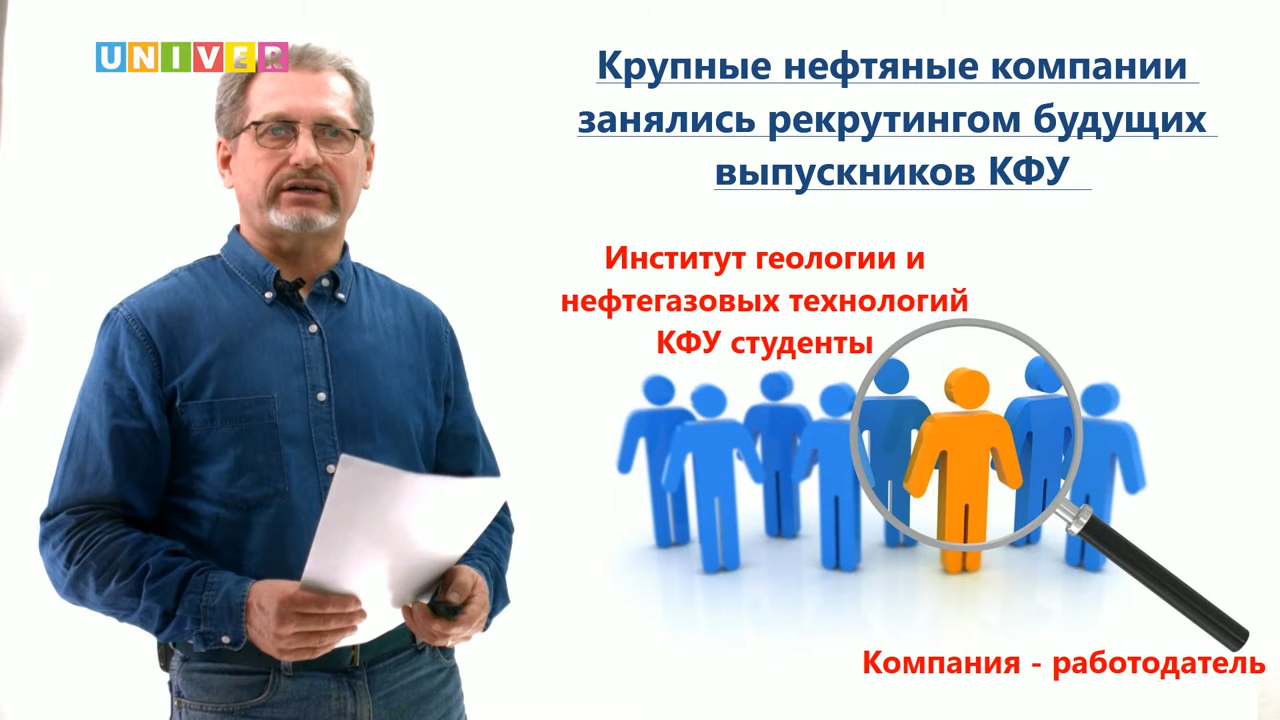 UNIVER
Крупные нефтяные компании
занялись рекрутингом будущих
выпускников КФУ
Институт геологии и
нефтегазовых технологий
КФУ студенты
Компания - работодатель